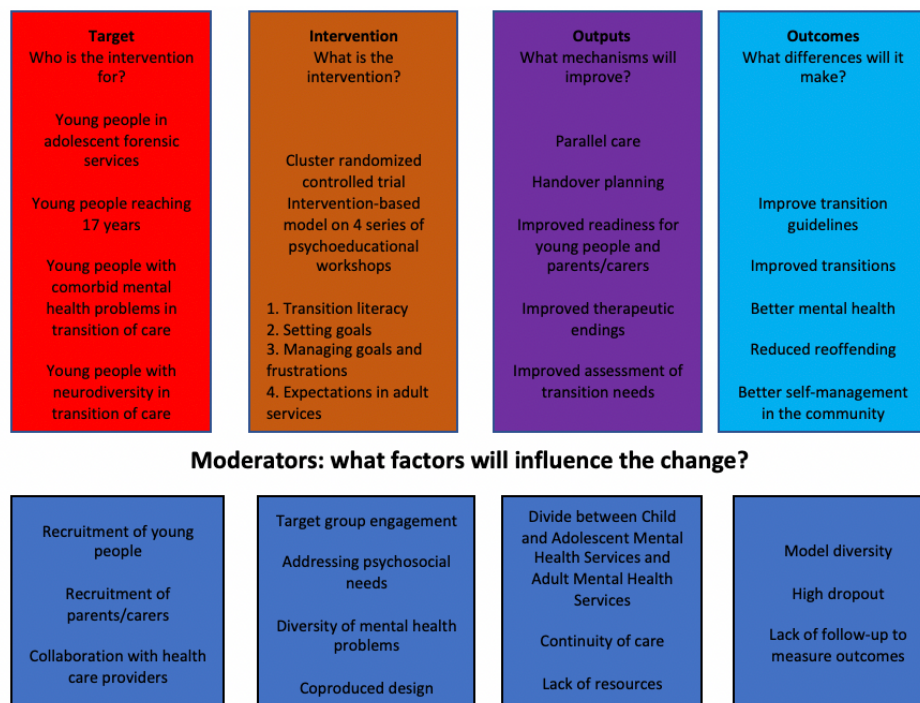 Target
Who is the intervention
for?
Young people in
adolescent forensic
services
Young people reaching
17 years
Young people with
comorbid mental
health problems in
transition of care
Young people with
neurodiversity in
transition of care
Intervention
What is the
intervention?
Cluster randomized
controlled trial
Intervention-based
model on 4 series of
psychoeducational
workshops
1. Transition literacy
2. Setting goals
3. Managing goals and
frustrations
4. Expectations in adult
services
Outputs
What mechanisms will
improve?
Parallel care
Handover planning
Improved readiness for
young people and
parents/carers
Improved therapeutic
endings
Improved assessment of
transition needs
Outcomes
What differences will it
make?
Improve transition
guidelines
Improved transitions
Better mental health
Reduced reoffending
Better self-management
in the community
Moderators: what factors will influence the change?
Recruitment of young
people
Recruitment of
parents/carers
Collaboration with health
care providers
Target group engagement
Addressing psychosocial
needs
Diversity of mental health
problems
Coproduced design
Divide between Child
and Adolescent Mental
Health Services and
Adult Mental Health
Services
Continuity of care
Lack of resources
Model diversity
High dropout
Lack of follow-up to
measure outcomes